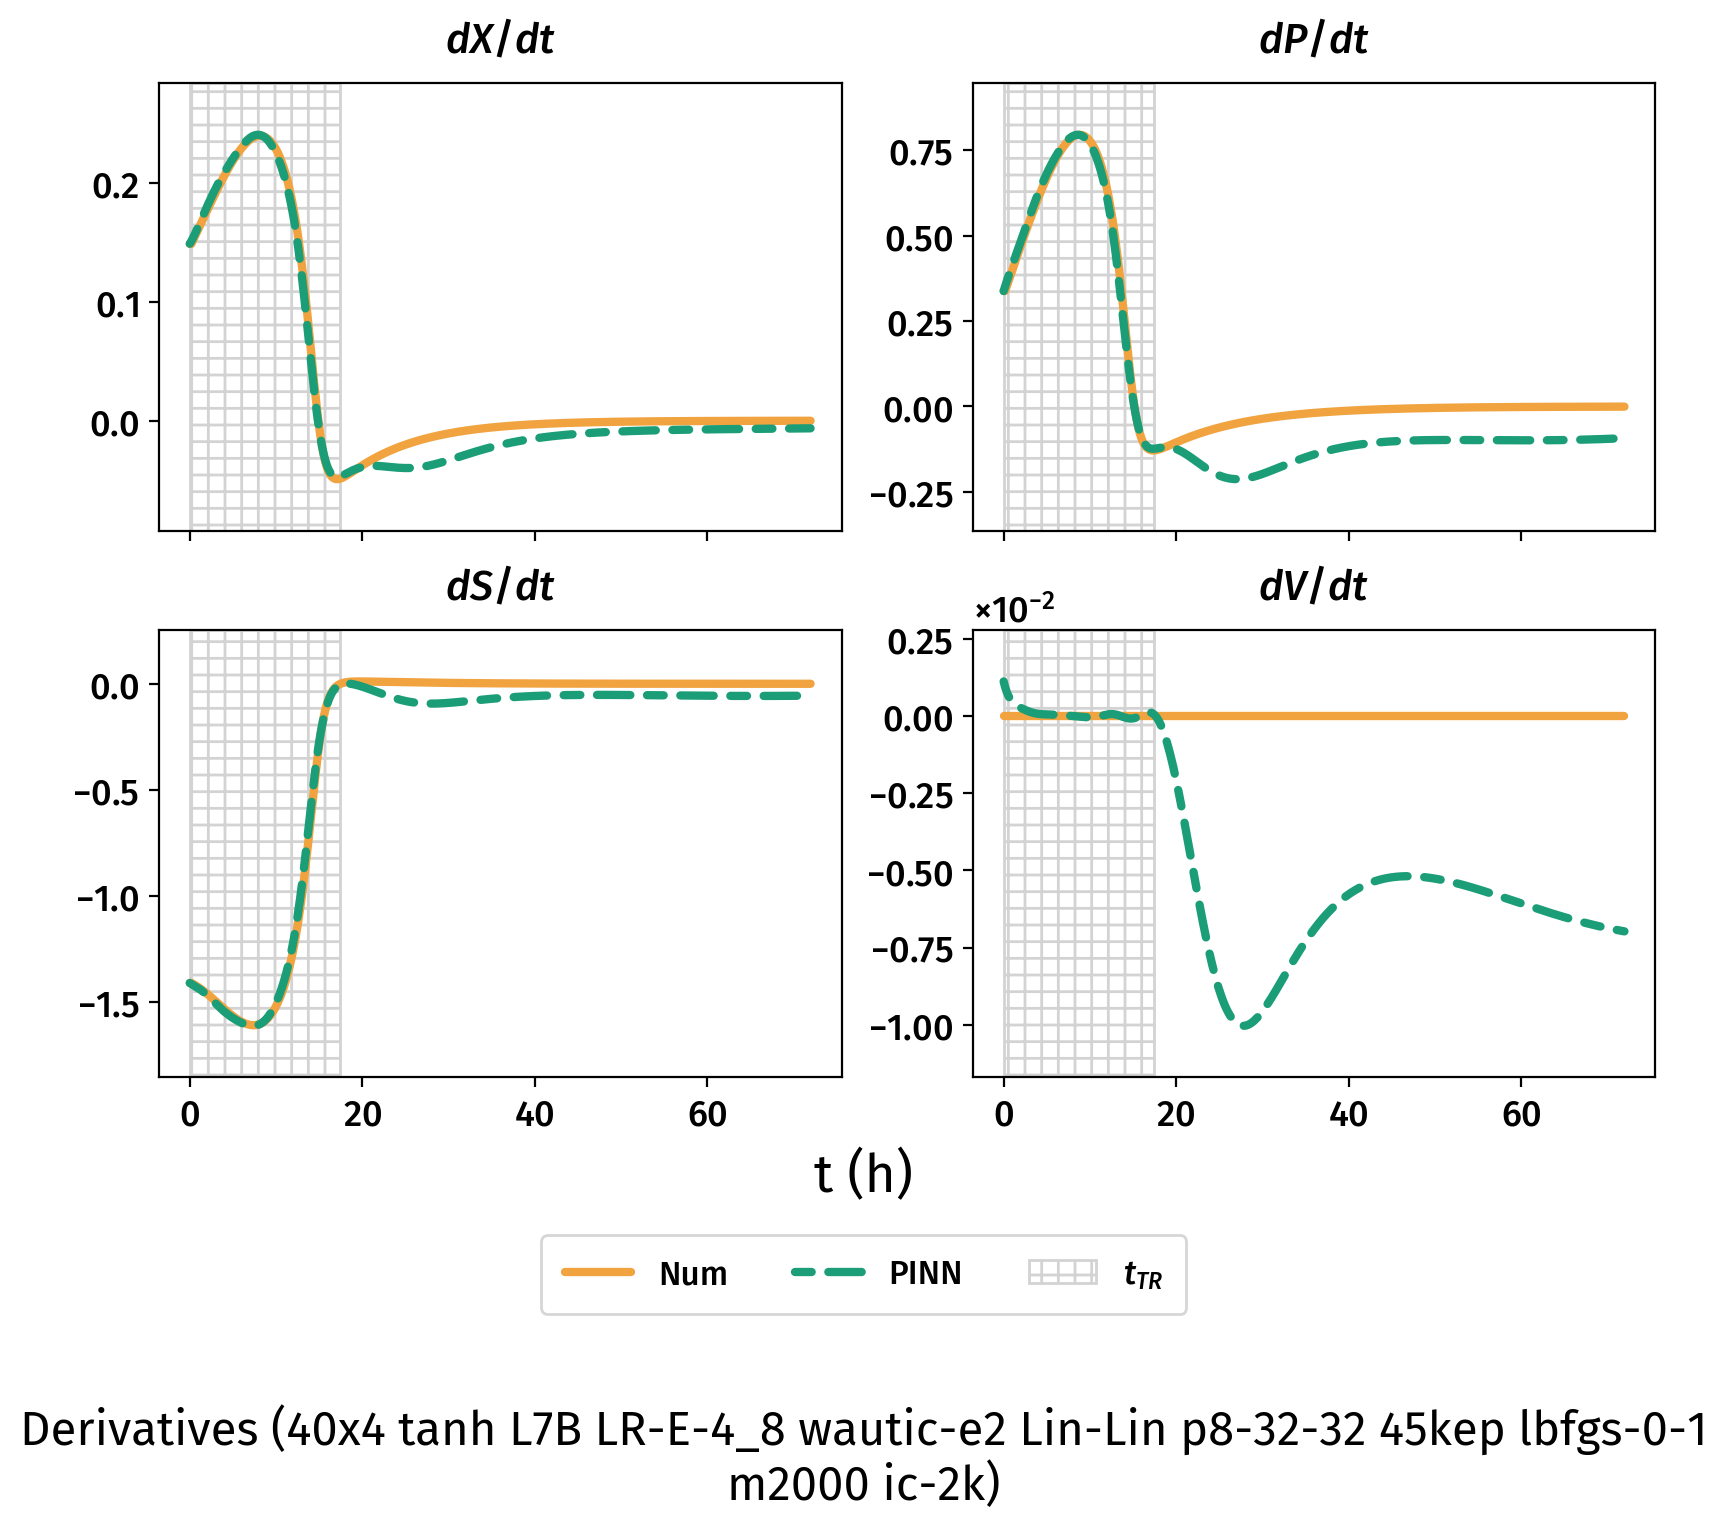 dX/dt
dP/dt
0.2
0.1
0.0
0.75
0.50
0.25
0.00
−0.25
dS/dt
dV/dt
×10⁻²
0.0
−0.5
−1.0
−1.5
0.25
0.00
−0.25
−0.50
−0.75
−1.00
0 20 40 60
0 20 40 60
t (h)
Num PINN t_TR
Derivatives (40x4 tanh L7B LR-E-4_8 wautic-e2 Lin-Lin p8-32-32 45kep lbfgs-0-1
m2000 ic-2k)